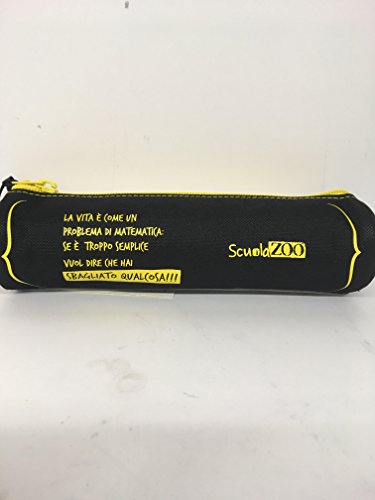 LA VITA È COME UN
PROBLEMA DI MATEMATICA:
SE È TROPPO SEMPLICE
VUOL DIRE CHE HAI
SBAGLIATO QUALCOSA!!!
ScuolaZOO